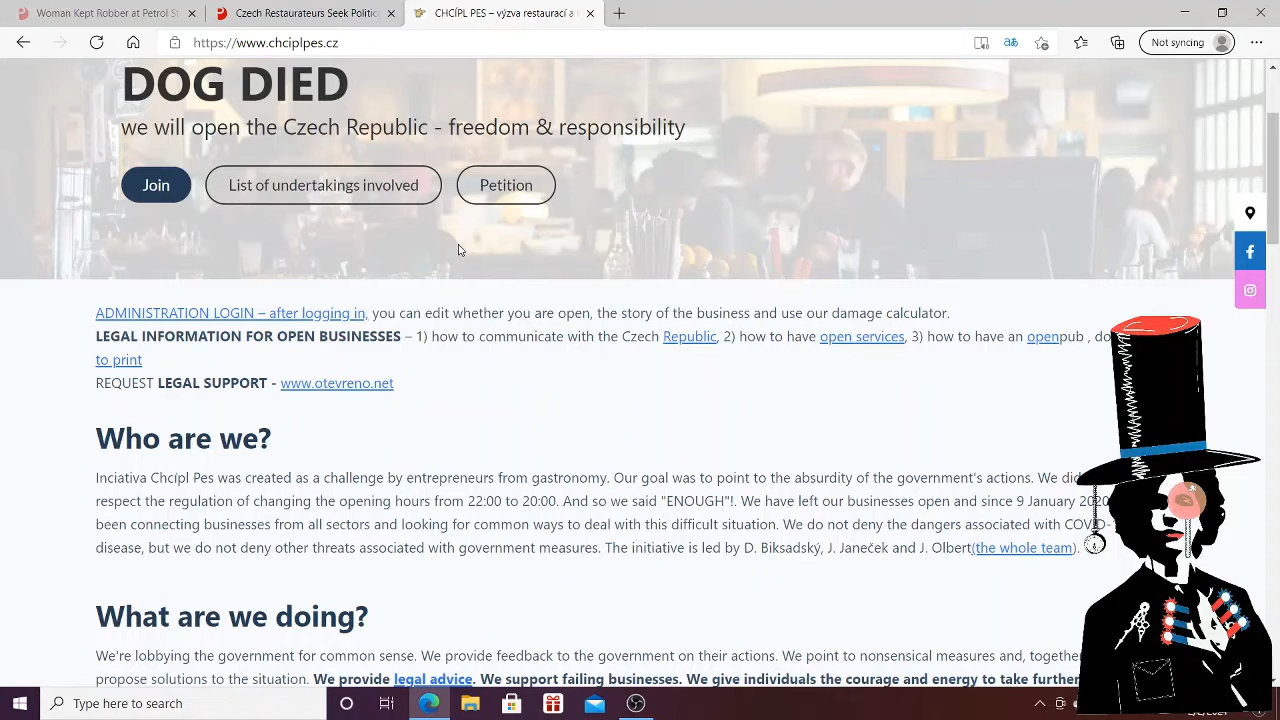 Woman Kept Robber at Petrol St
Czech Restaurateurs Seek Politic
CHCÍPL PES – výzva restaurací a
https://www.chciplpes.cz
Not syncing
DOG DIED
we will open the Czech Republic - freedom & responsibility
Join
List of undertakings involved
Petition
ADMINISTRATION LOGIN – after logging in, you can edit whether you are open, the story of the business and use our damage calculator.
LEGAL INFORMATION FOR OPEN BUSINESSES – 1) how to communicate with the Czech Republic, 2) how to have open services, 3) how to have an openpub , do
to print
REQUEST LEGAL SUPPORT - www.otevreno.net
Who are we?
Inciativa Chcípl Pes was created as a challenge by entrepreneurs from gastronomy. Our goal was to point to the absurdity of the government's actions. We did
respect the regulation of changing the opening hours from 22:00 to 20:00. And so we said "ENOUGH"!. We have left our businesses open and since 9 January 2020
been connecting businesses from all sectors and looking for common ways to deal with this difficult situation. We do not deny the dangers associated with COVID-1
disease, but we do not deny other threats associated with government measures. The initiative is led by D. Biksadský, J. Janeček and J. Olbert(the whole team).
What are we doing?
We're lobbying the government for common sense. We provide feedback to the government on their actions. We point to nonsensical measures and, togethe
propose solutions to the situation. We provide legal advice. We support failing businesses. We give individuals the courage and energy to take further
Type here to search